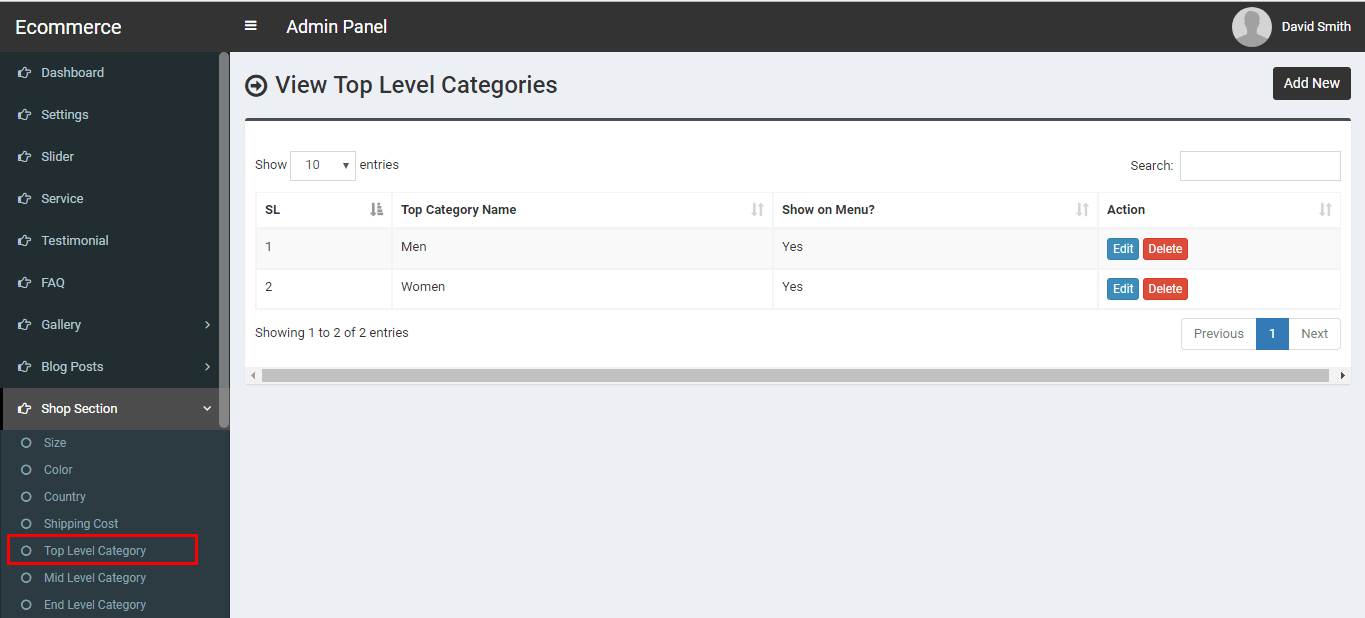 Ecommerce
Admin Panel
David Smith
Dashboard
Settings
Slider
Service
Testimonial
FAQ
Gallery
Blog Posts
Shop Section
Size
Color
Country
Shipping Cost
Top Level Category
Mid Level Category
End Level Category
View Top Level Categories
Add New
Show 10 entries
Search:
SL Top Category Name Show on Menu? Action
1 Men Yes Edit Delete
2 Women Yes Edit Delete
Showing 1 to 2 of 2 entries
Previous 1 Next